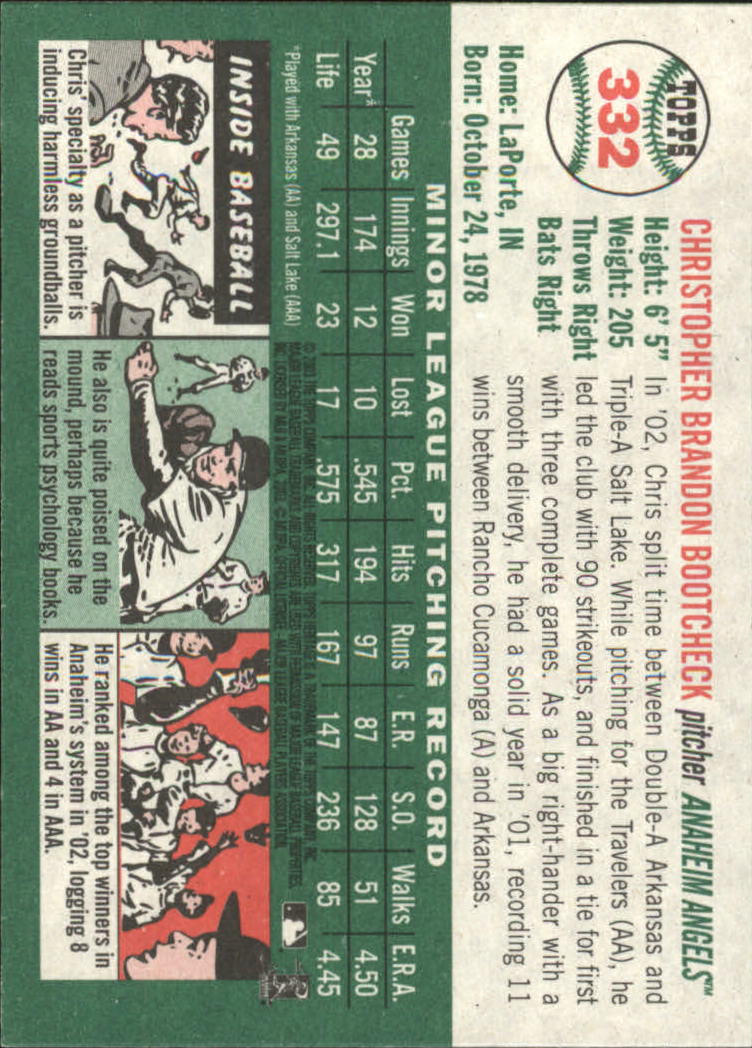 TOPPS
332
CHRISTOPHER BRANDON BOOTCHECK pitcher ANAHEIM ANGELS™
Height: 6' 5"
Weight: 205
Throws Right
Bats Right
Home: LaPorte, IN
Born: October 24, 1978
In '02, Chris split time between Double-A Arkansas and
Triple-A Salt Lake. While pitching for the Travelers (AA), he
led the club with 90 strikeouts, and finished in a tie for first
with three complete games. As a big right-hander with a
smooth delivery, he had a solid year in '01, recording 11
wins between Rancho Cucamonga (A) and Arkansas.
MINOR LEAGUE PITCHING RECORD
Games Innings Won Lost Pct. Hits Runs E.R. S.O. Walks E.R.A.
Year* 28 174 12 10 .545 194 97 87 128 51 4.50
Life 49 297.1 23 17 .575 317 167 147 236 85 4.45
*Played with Arkansas (AA) and Salt Lake (AAA)
INSIDE BASEBALL
Chris' specialty as a pitcher is
inducing harmless groundballs.
He also is quite poised on the
mound, perhaps because he
reads sports psychology books.
He ranked among the top winners in
Anaheim's system in '02, logging 8
wins in AA and 4 in AAA.